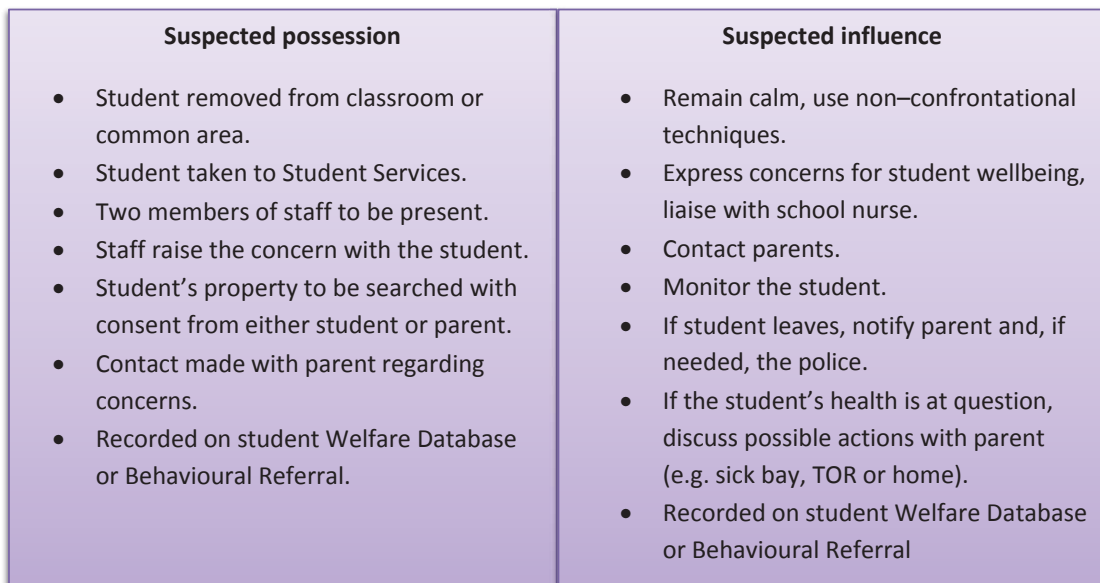 Suspected possession
• Student removed from classroom or
common area.
• Student taken to Student Services.
• Two members of staff to be present.
• Staff raise the concern with the student.
• Student’s property to be searched with
consent from either student or parent.
• Contact made with parent regarding
concerns.
• Recorded on student Welfare Database
or Behavioural Referral.
Suspected influence
• Remain calm, use non–confrontational
techniques.
• Express concerns for student wellbeing,
liaise with school nurse.
• Contact parents.
• Monitor the student.
• If student leaves, notify parent and, if
needed, the police.
• If the student’s health is at question,
discuss possible actions with parent
(e.g. sick bay, TOR or home).
• Recorded on student Welfare Database
or Behavioural Referral